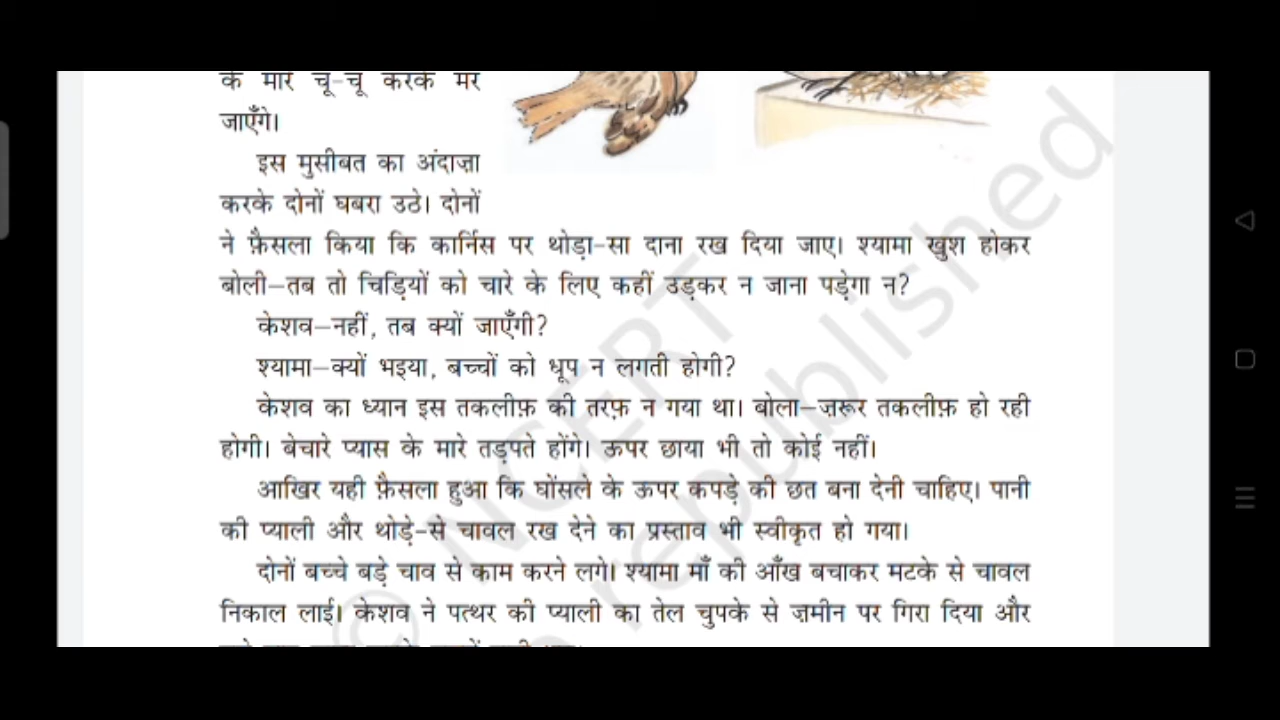 के मारे चूं-चूं करके मर
जाएँगे।
इस मुसीबत का अंदाज़ा
करके दोनों घबरा उठे। दोनों
ने फ़ैसला किया कि कार्निस पर थोड़ा-सा दाना रख दिया जाए। श्यामा खुश होकर
बोली–तब तो चिड़ियों को चारे के लिए कहीं उड़कर न जाना पड़ेगा न?
केशव–नहीं, तब क्यों जाएँगी?
श्यामा–क्यों भइया, बच्चों को धूप न लगती होगी?
केशव का ध्यान इस तकलीफ़ की तरफ़ न गया था। बोला–ज़रूर तकलीफ़ हो रही
होगी। बेचारे प्यास के मारे तड़पते होंगे। ऊपर छाया भी तो कोई नहीं।
आखिर यही फ़ैसला हुआ कि घोंसले के ऊपर कपड़े की छत बना देनी चाहिए। पानी
की प्याली और थोड़े-से चावल रख देने का प्रस्ताव भी स्वीकृत हो गया।
दोनों बच्चे बड़े चाव से काम करने लगे। श्यामा माँ की आँख बचाकर मटके से चावल
निकाल लाई। केशव ने पत्थर की प्याली का तेल चुपके से ज़मीन पर गिरा दिया और
© NCERT
republished